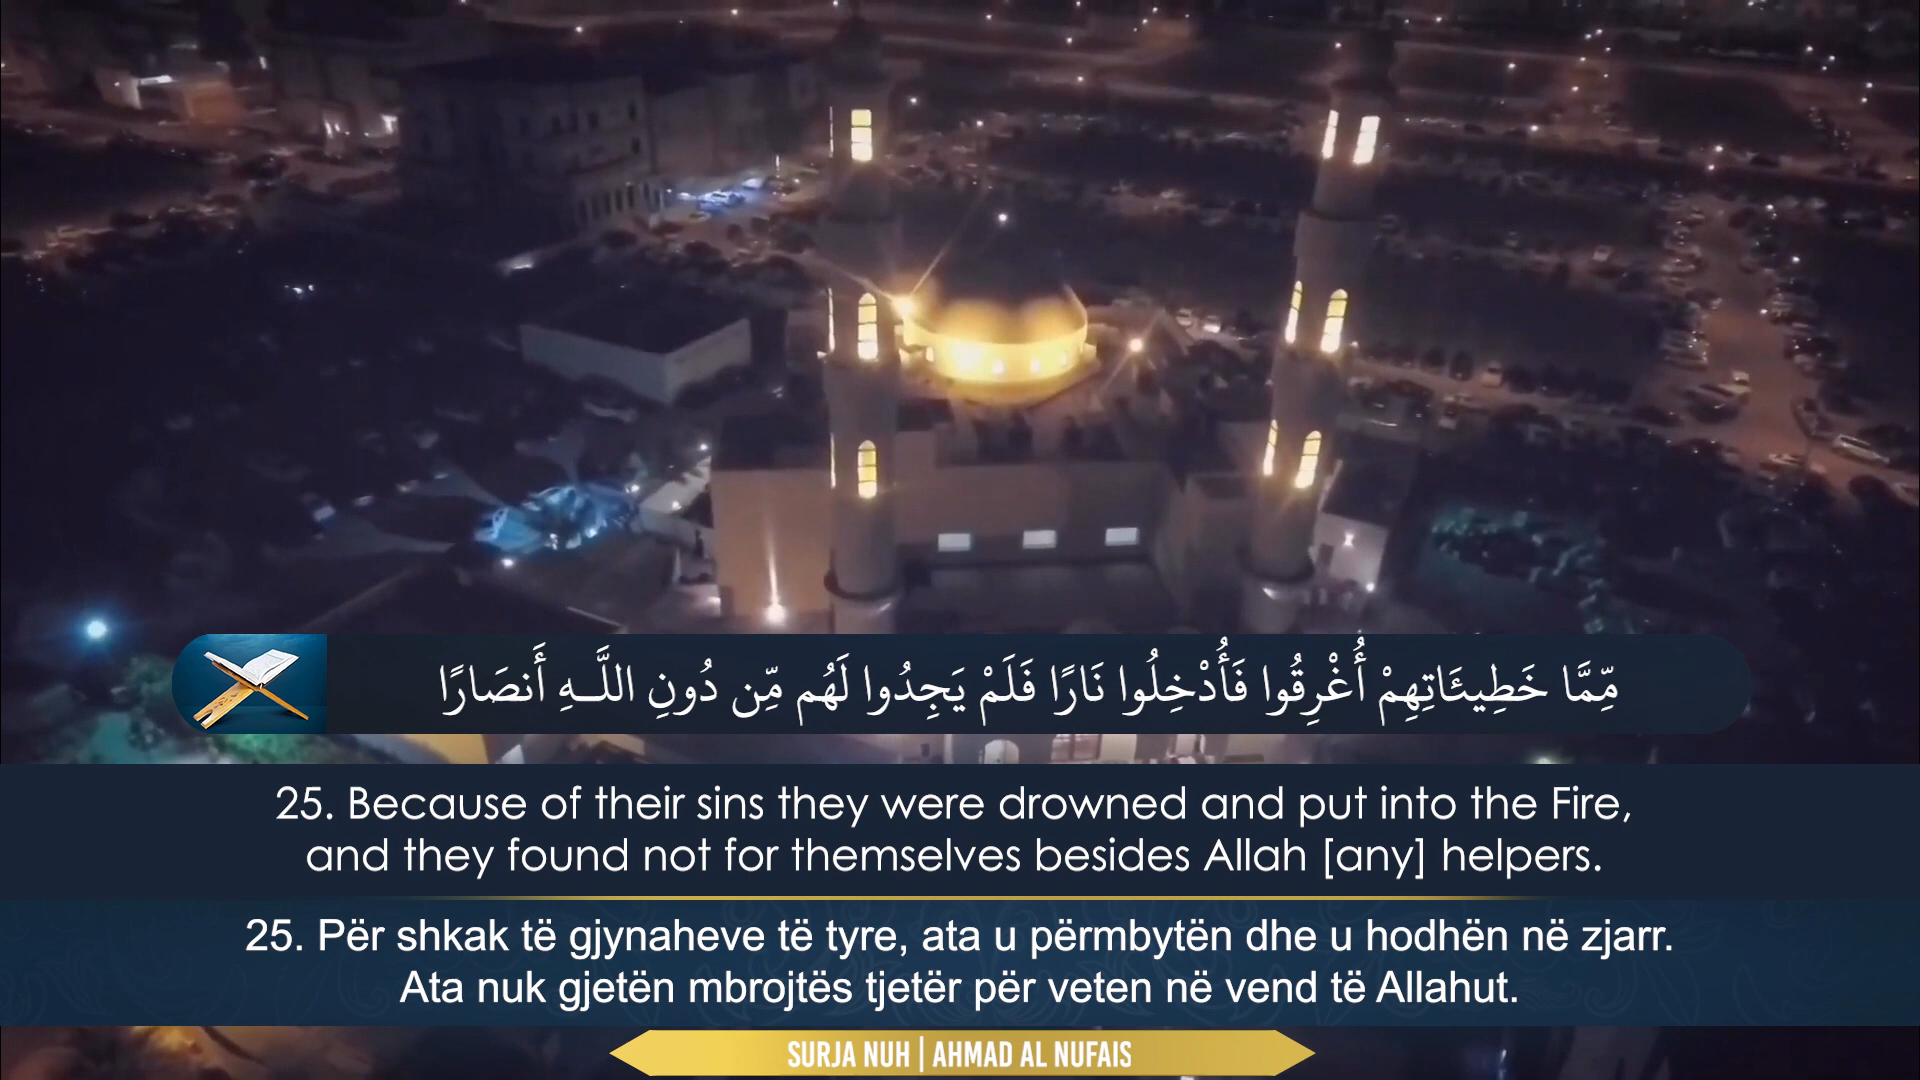 مِّمَّا خَطِيئَاتِهِمْ أُغْرِقُوا فَأُدْخِلُوا نَارًا فَلَمْ يَجِدُوا لَهُم مِّن دُونِ اللَّـهِ أَنصَارًا
25. Because of their sins they were drowned and put into the Fire,
and they found not for themselves besides Allah [any] helpers.
25. Për shkak të gjynaheve të tyre, ata u përmbytën dhe u hodhën në zjarr.
Ata nuk gjetën mbrojtës tjetër për veten në vend të Allahut.
SURJA NUH | AHMAD AL NUFAIS